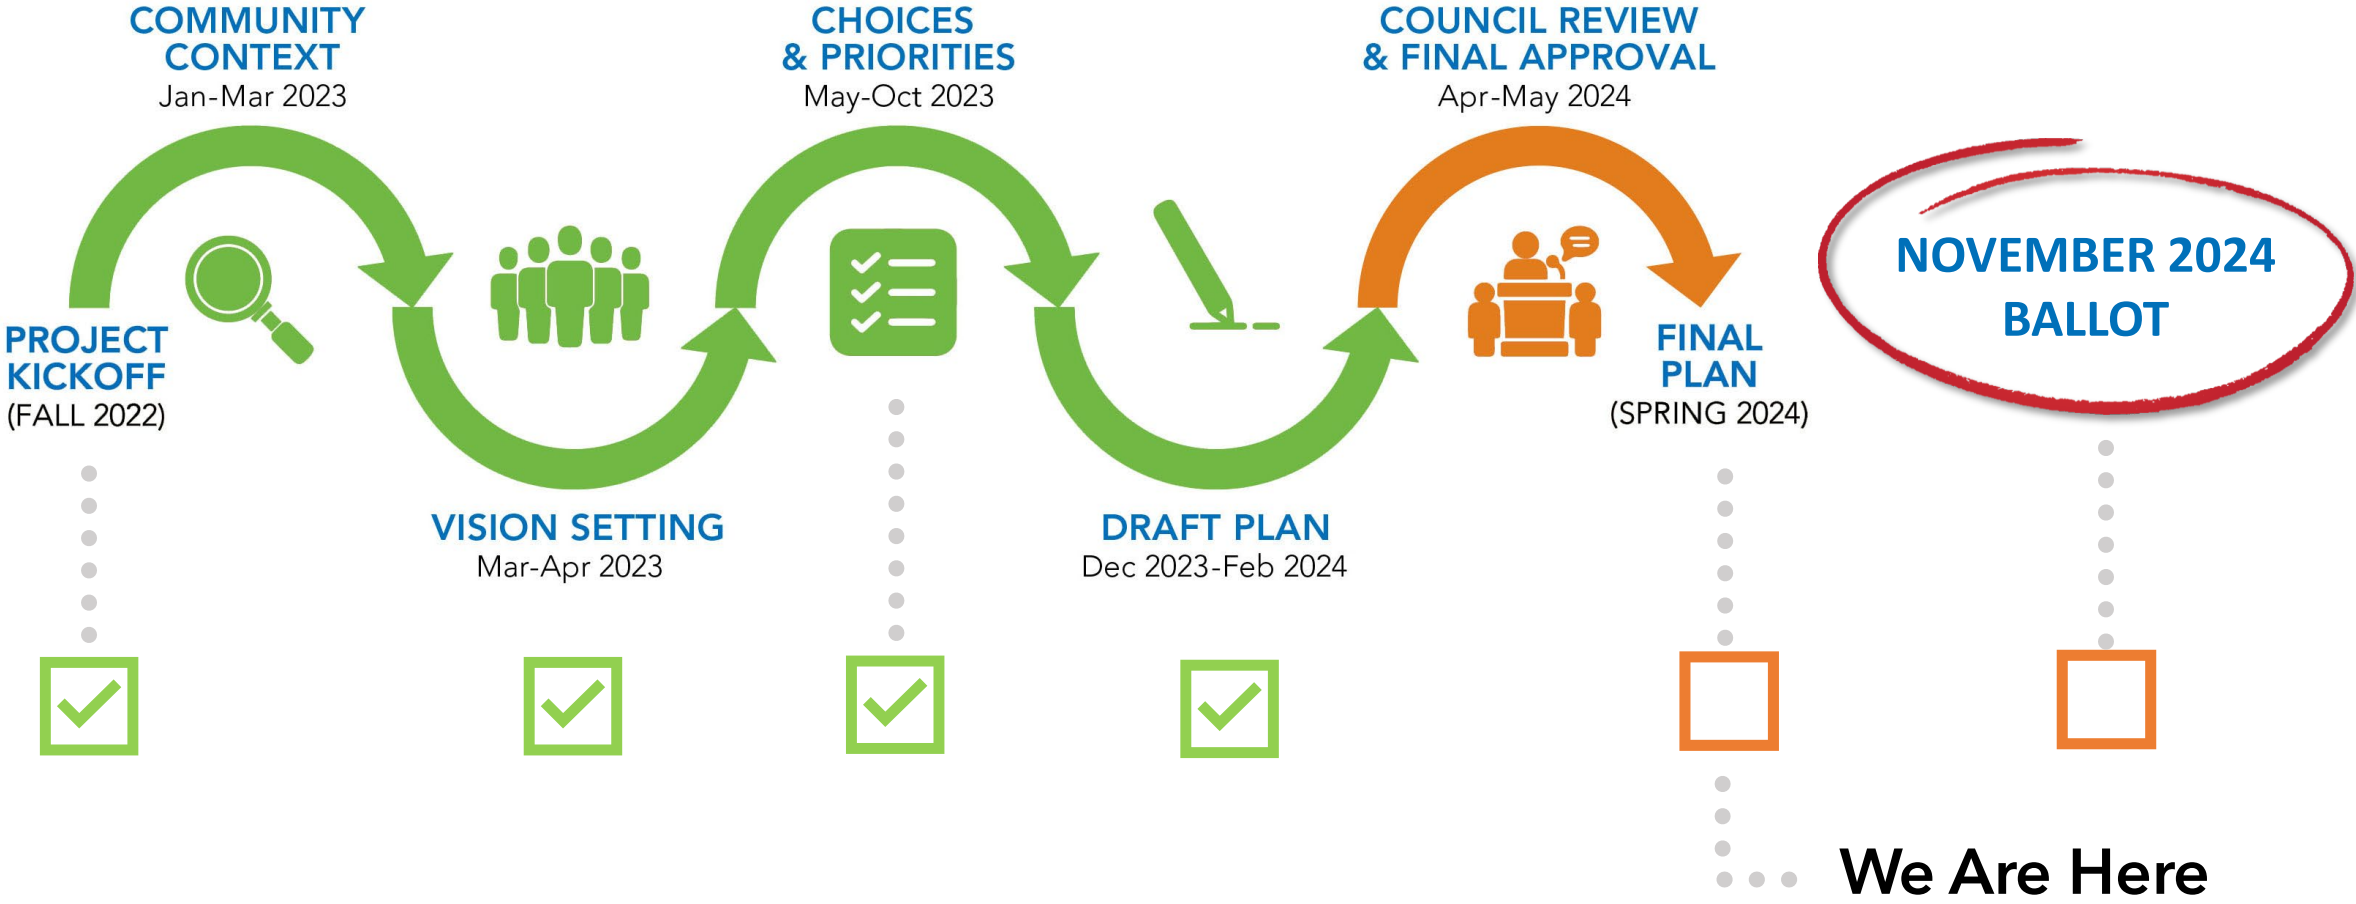 COMMUNITY
CONTEXT
Jan-Mar 2023
CHOICES
& PRIORITIES
May-Oct 2023
COUNCIL REVIEW
& FINAL APPROVAL
Apr-May 2024
PROJECT
KICKOFF
(FALL 2022)
FINAL
PLAN
(SPRING 2024)
NOVEMBER 2024
BALLOT
VISION SETTING
Mar-Apr 2023
DRAFT PLAN
Dec 2023-Feb 2024
We Are Here